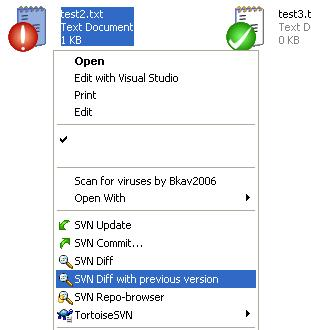 test2.txt
Text Document
1 KB
test3.t
Text D
0 KB
Open
Edit with Visual Studio
Print
Edit
Scan for viruses by Bkav2006
Open With
SVN Update
SVN Commit...
SVN Diff
SVN Diff with previous version
SVN Repo-browser
TortoiseSVN